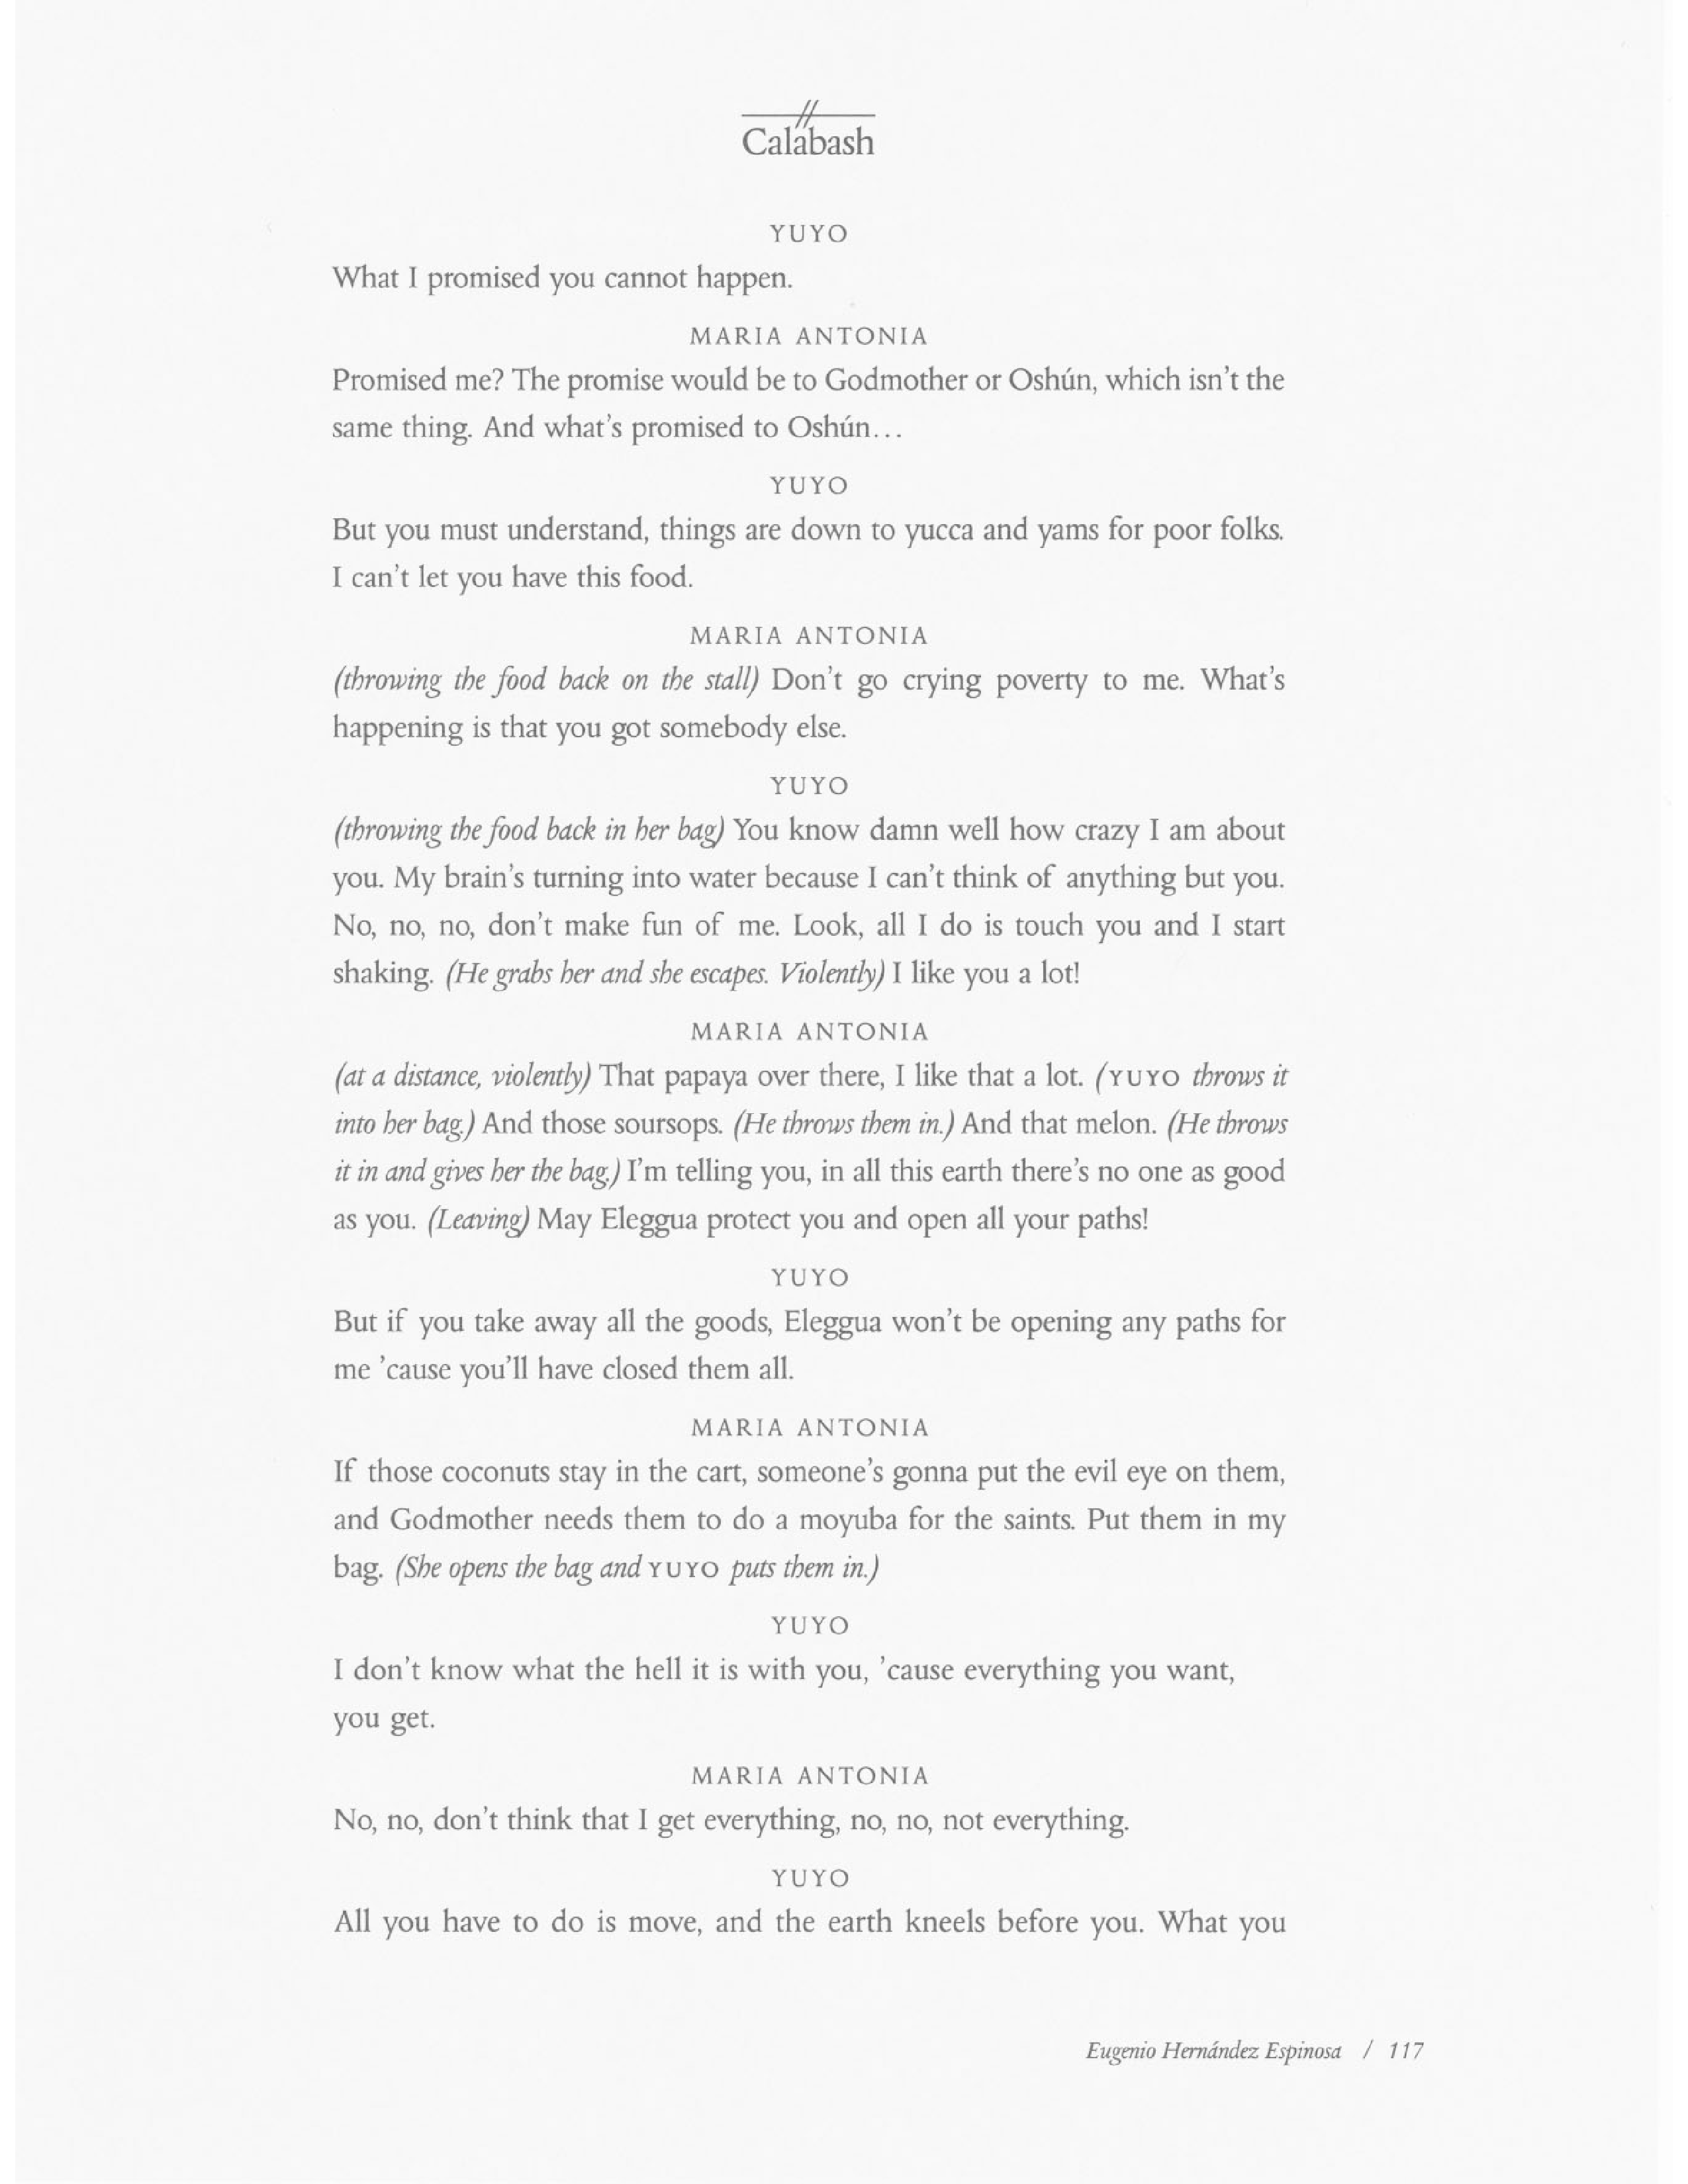 Calabash
YUYO
What I promised you cannot happen.
MARIA ANTONIA
Promised me? The promise would be to Godmother or Oshún, which isn't the
same thing. And what's promised to Oshún...
YUYO
But you must understand, things are down to yucca and yams for poor folks.
I can't let you have this food.
MARIA ANTONIA
(throwing the food back on the stall) Don't go crying poverty to me. What's
happening is that you got somebody else.
YUYO
(throwing the food back in her bag) You know damn well how crazy I am about
you. My brain's turning into water because I can't think of anything but you.
No, no, no, don't make fun of me. Look, all I do is touch you and I start
shaking. (He grabs her and she escapes. Violently) I like you a lot!
MARIA ANTONIA
(at a distance, violently) That papaya over there, I like that a lot. (YUYO throws it
into her bag.) And those soursops. (He throws them in.) And that melon. (He throws
it in and gives her the bag.) I'm telling you, in all this earth there's no one as good
as you. (Leaving) May Eleggua protect you and open all your paths!
YUYO
But if you take away all the goods, Eleggua won't be opening any paths for
me 'cause you'll have closed them all.
MARIA ANTONIA
If those coconuts stay in the cart, someone's gonna put the evil eye on them,
and Godmother needs them to do a moyuba for the saints. Put them in my
bag. (She opens the bag and YUYO puts them in.)
YUYO
I don't know what the hell it is with you, 'cause everything you want,
you get.
MARIA ANTONIA
No, no, don't think that I get everything, no, no, not everything.
YUYO
All you have to do is move, and the earth kneels before you. What you
Eugenio Hernández Espinosa / 117